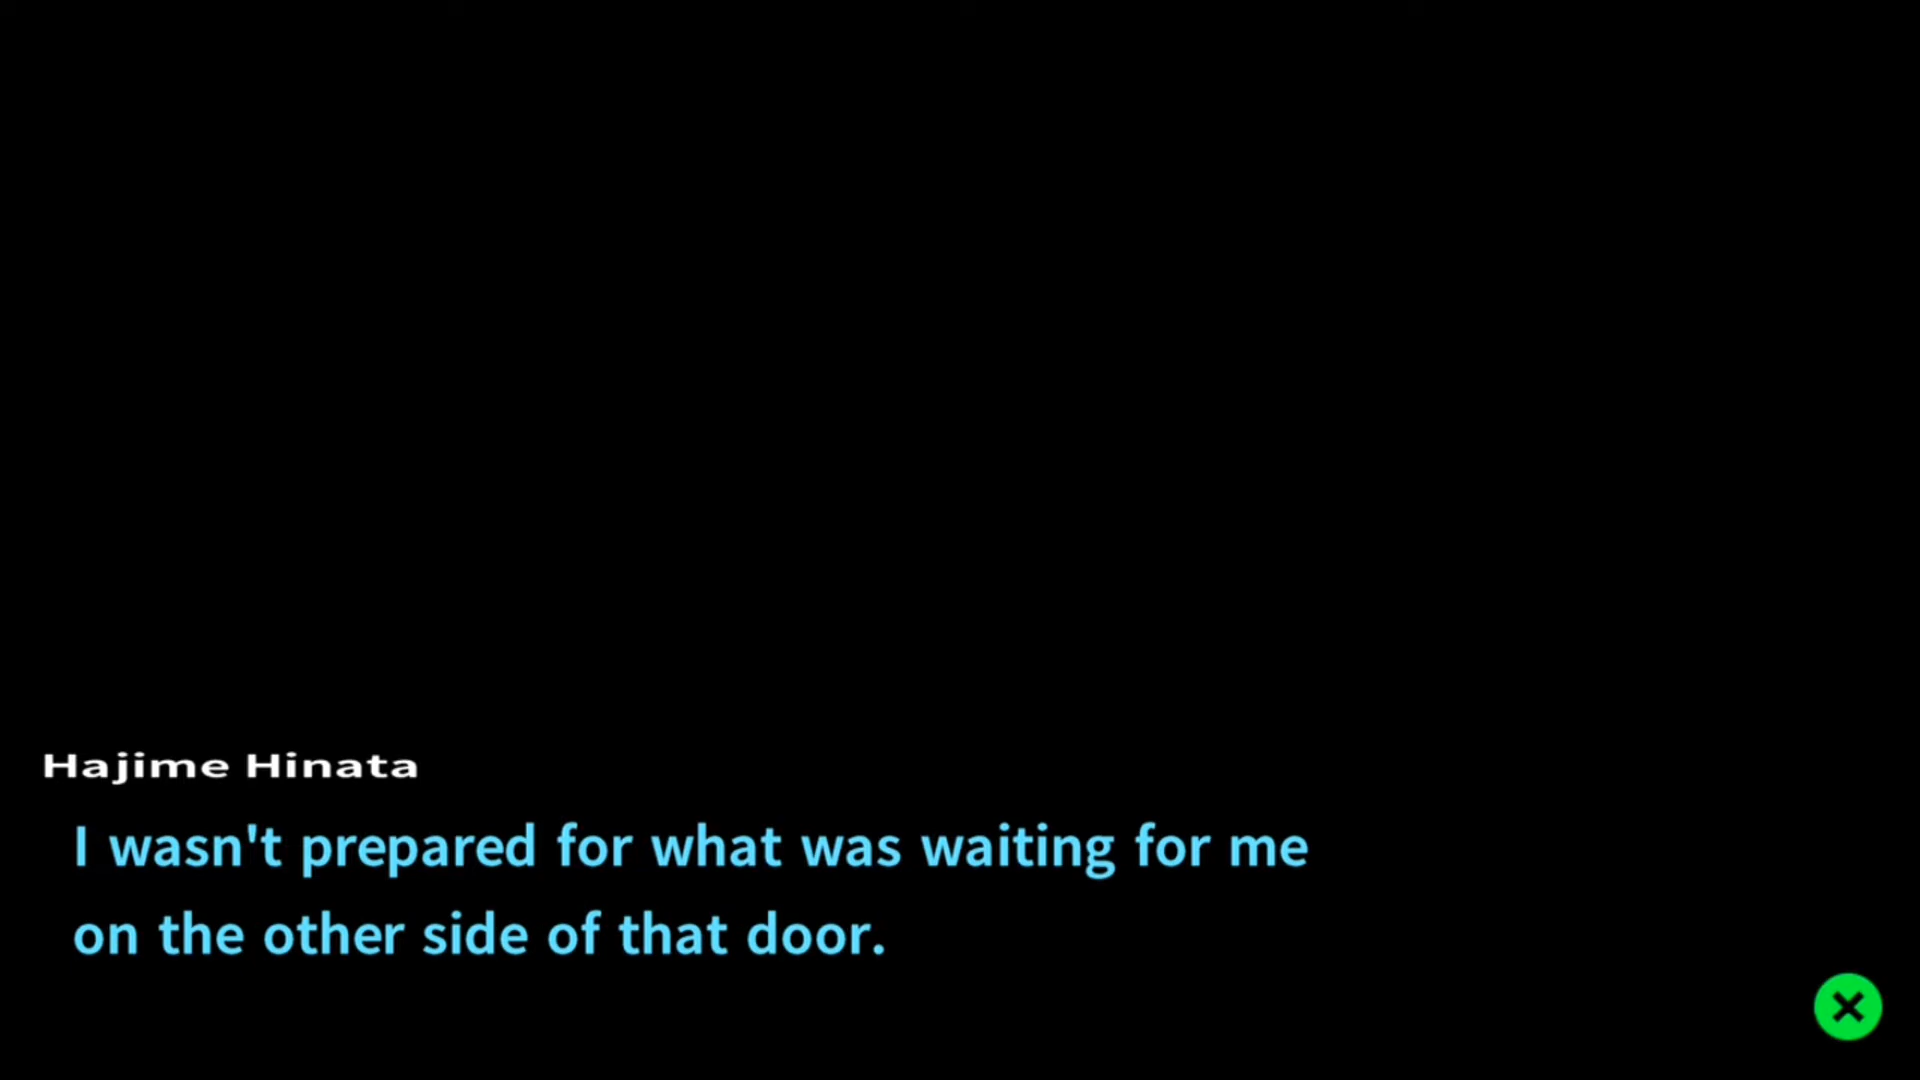 Hajime Hinata
I wasn't prepared for what was waiting for me
on the other side of that door.